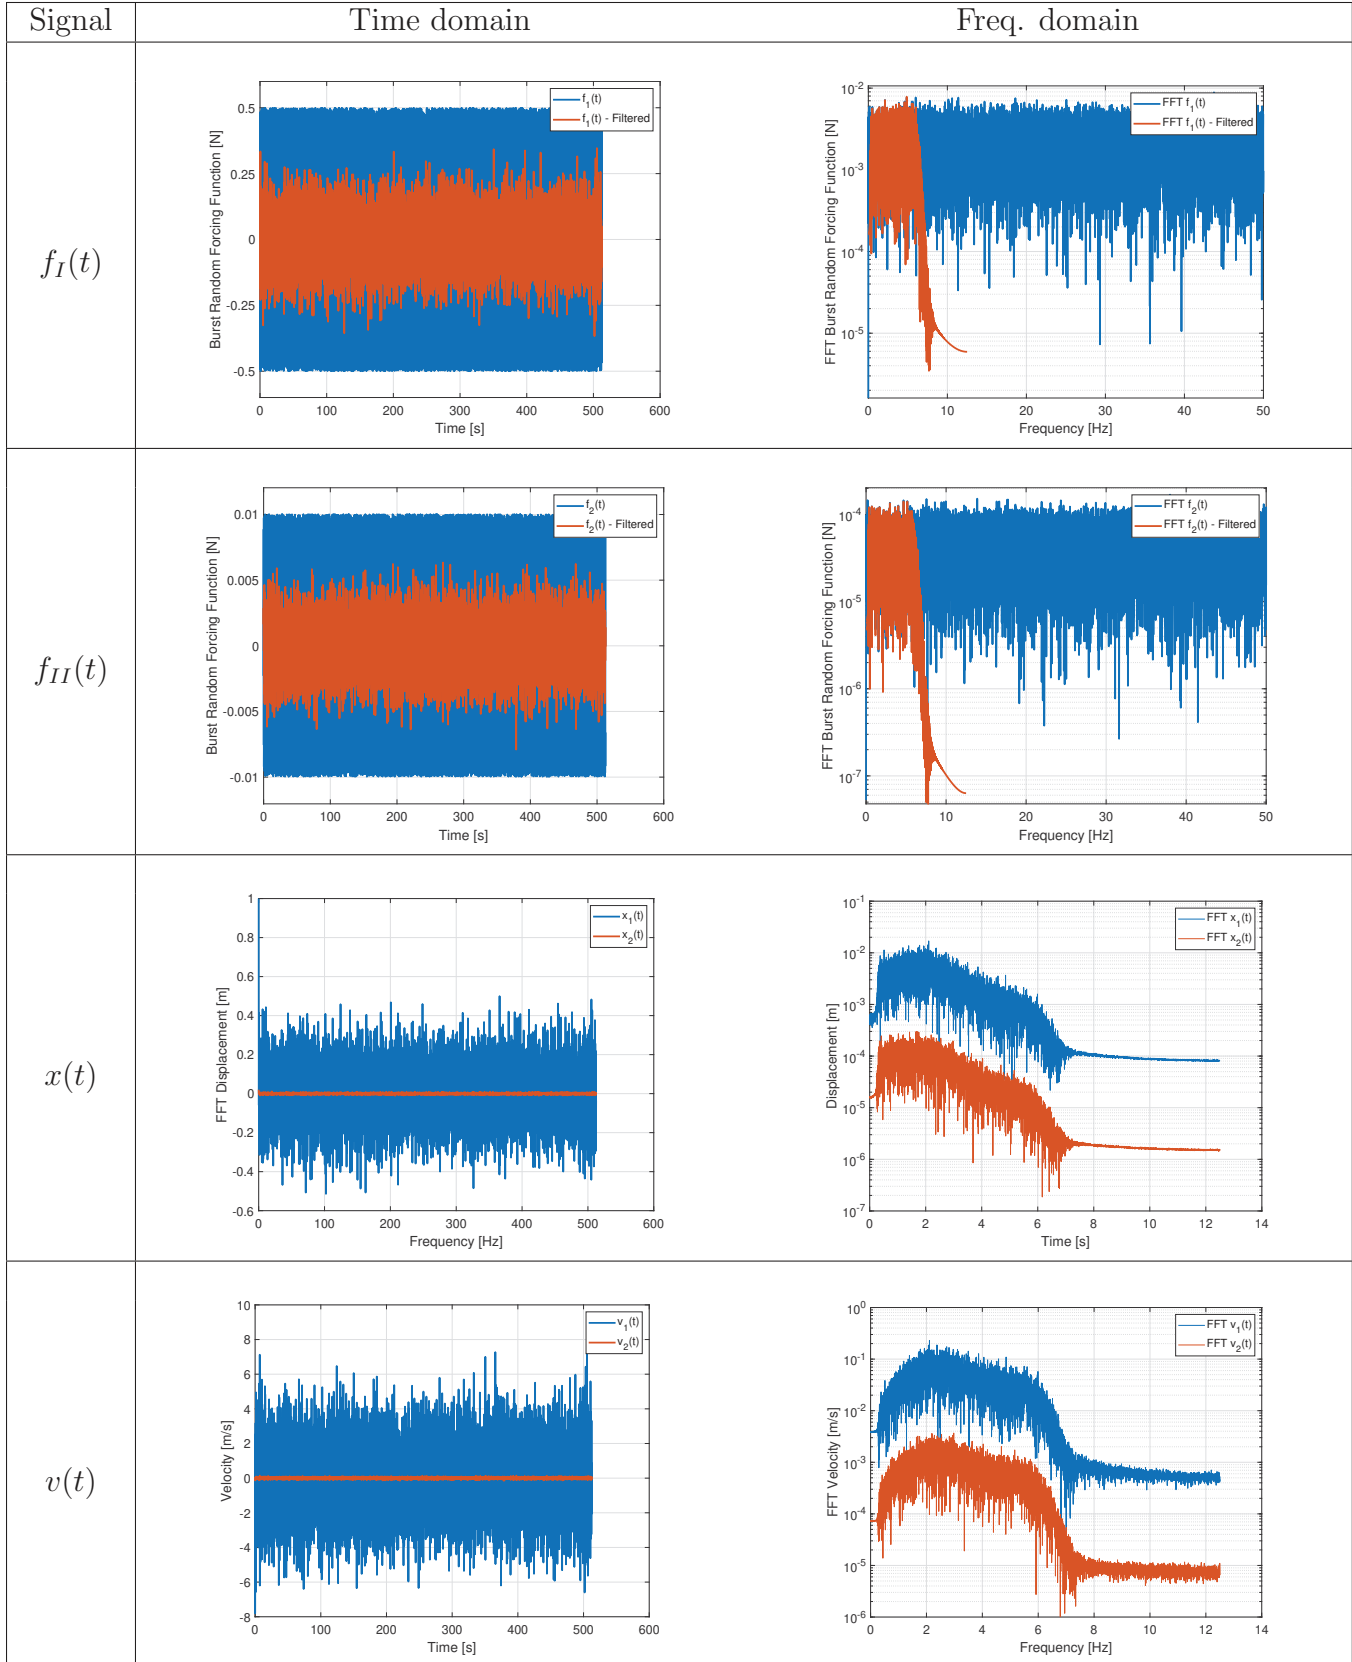 Signal Time domain Freq. domain
f_I(t)
Burst Random Forcing Function [N]
0.5
0.25
0
-0.25
-0.5
0 100 200 300 400 500 600
Time [s]
f_1(t)
f_1(t) - Filtered
FFT Burst Random Forcing Function [N]
10^-2
10^-3
10^-4
10^-5
0 10 20 30 40 50
Frequency [Hz]
FFT f_1(t)
FFT f_1(t) - Filtered
f_II(t)
Burst Random Forcing Function [N]
0.01
0.005
0
-0.005
-0.01
0 100 200 300 400 500 600
Time [s]
f_2(t)
f_2(t) - Filtered
FFT Burst Random Forcing Function [N]
10^-4
10^-5
10^-6
10^-7
0 10 20 30 40 50
Frequency [Hz]
FFT f_2(t)
FFT f_2(t) - Filtered
x(t)
FFT Displacement [m]
1
0.8
0.6
0.4
0.2
0
-0.2
-0.4
-0.6
0 100 200 300 400 500 600
Frequency [Hz]
x_1(t)
x_2(t)
Displacement [m]
10^-1
10^-2
10^-3
10^-4
10^-5
10^-6
10^-7
0 2 4 6 8 10 12 14
Time [s]
FFT x_1(t)
FFT x_2(t)
v(t)
Velocity [m/s]
10
8
6
4
2
0
-2
-4
-6
-8
0 100 200 300 400 500 600
Time [s]
v_1(t)
v_2(t)
FFT Velocity [m/s]
10^0
10^-1
10^-2
10^-3
10^-4
10^-5
10^-6
0 2 4 6 8 10 12 14
Frequency [Hz]
FFT v_1(t)
FFT v_2(t)